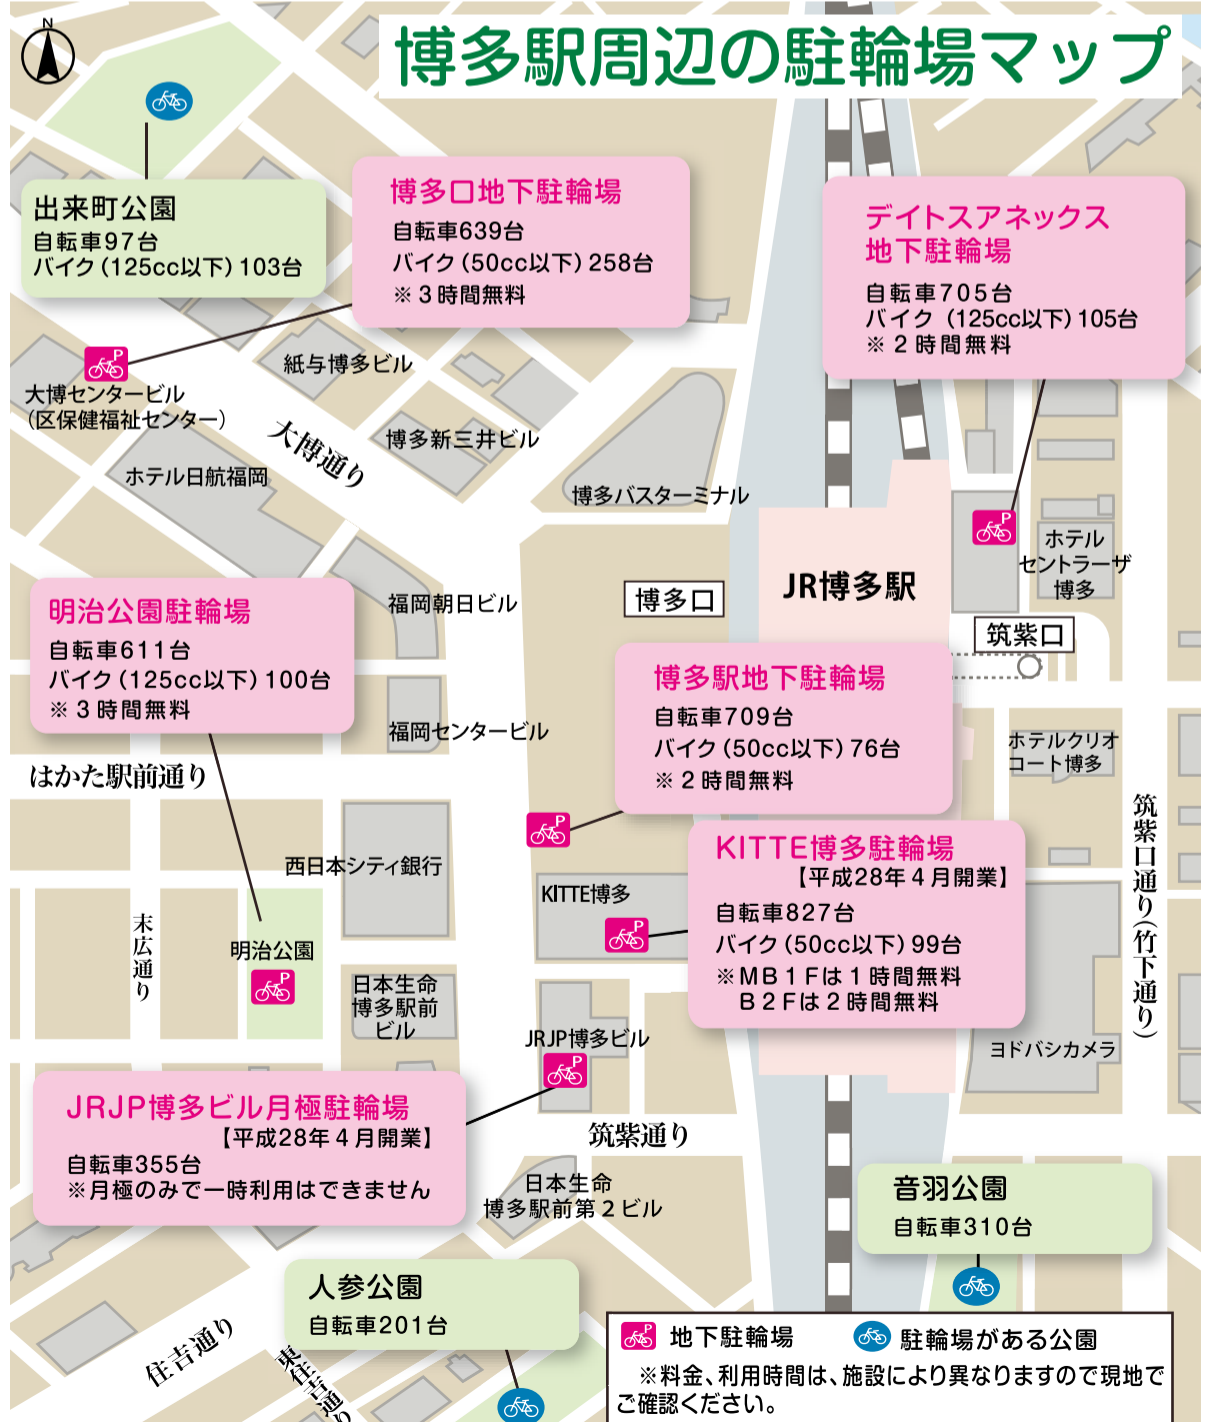 N
博多駅周辺の駐輪場マップ
出来町公園
自転車97台
バイク（125cc以下）103台
博多口地下駐輪場
自転車639台
バイク（50cc以下）258台
※３時間無料
デイトスアネックス
地下駐輪場
自転車705台
バイク（125cc以下）105台
※２時間無料
P
大博センタービル
（区保健福祉センター）
紙与博多ビル
大博通り
博多新三井ビル
ホテル日航福岡
博多バスターミナル
P
ホテル
セントラーザ
博多
JR博多駅
博多口
筑紫口
福岡朝日ビル
明治公園駐輪場
自転車611台
バイク（125cc以下）100台
※３時間無料
博多駅地下駐輪場
自転車709台
バイク（50cc以下）76台
※２時間無料
福岡センタービル
ホテルクリオ
コート博多
はかた駅前通り
P
筑紫口通り（竹下通り）
西日本シティ銀行
KITTE博多
P
KITTE博多駐輪場
【平成28年４月開業】
自転車827台
バイク（50cc以下）99台
※ＭＢ１Ｆは１時間無料
Ｂ２Ｆは２時間無料
末広通り
明治公園
P
日本生命
博多駅前
ビル
JRJP博多ビル
P
ヨドバシカメラ
JRJP博多ビル月極駐輪場
【平成28年４月開業】
自転車355台
※月極のみで一時利用はできません
筑紫通り
日本生命
博多駅前第２ビル
音羽公園
自転車310台
人参公園
自転車201台
住吉通り
東住吉通り
P
地下駐輪場
駐輪場がある公園
※料金、利用時間は、施設により異なりますので現地で
ご確認ください。